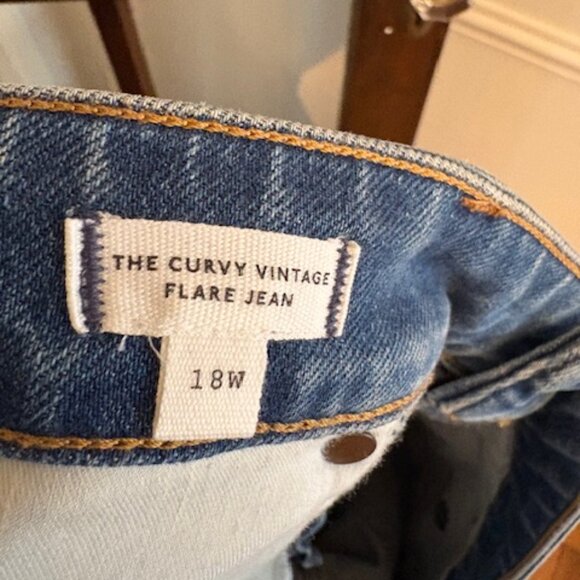 THE CURVY VINTAGE
FLARE JEAN
18W